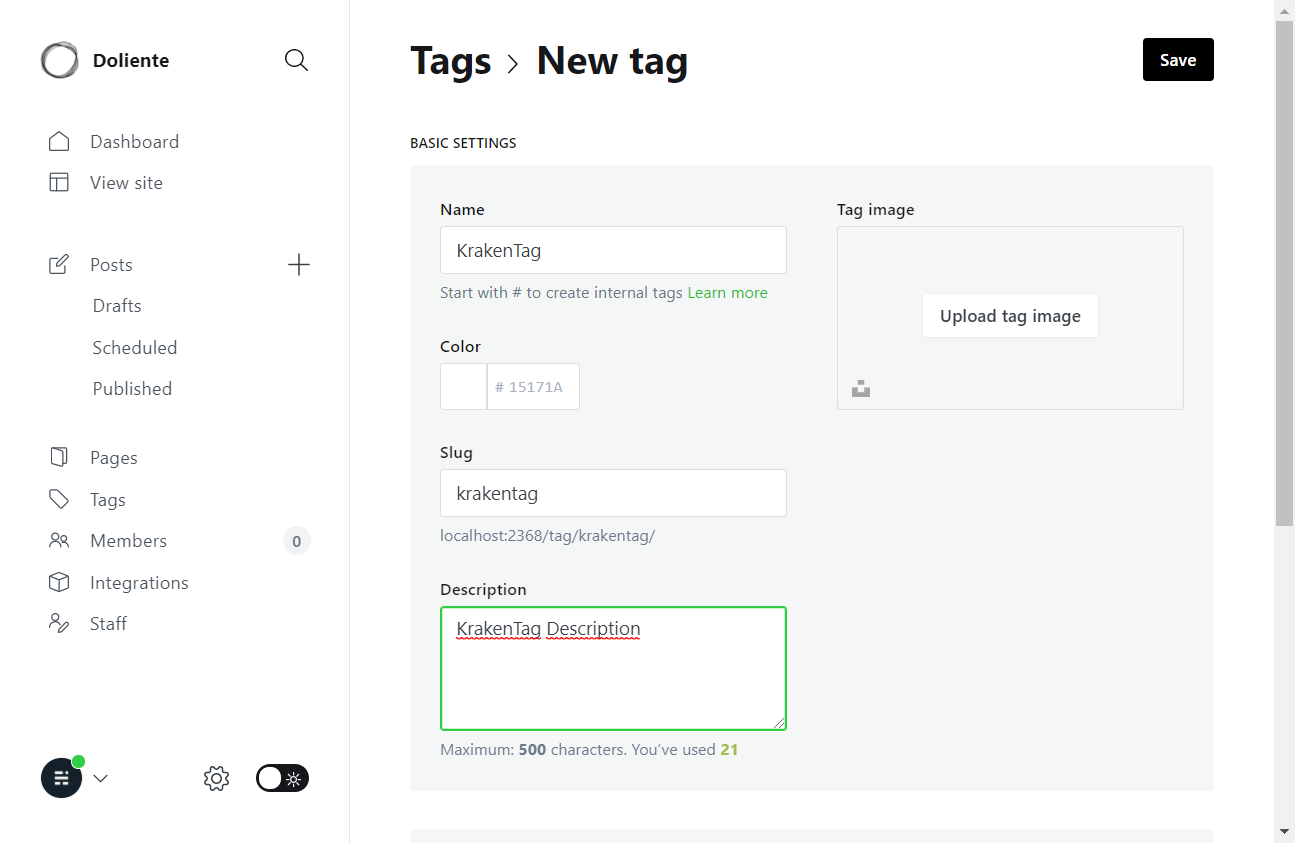 Doliente
Dashboard
View site
Posts
Drafts
Scheduled
Published
Pages
Tags
Members 0
Integrations
Staff
Tags > New tag
Save
BASIC SETTINGS
Name
KrakenTag
Start with # to create internal tags Learn more
Color
# 15171A
Slug
krakentag
localhost:2368/tag/krakentag/
Description
KrakenTag Description
Maximum: 500 characters. You’ve used 21
Tag image
Upload tag image